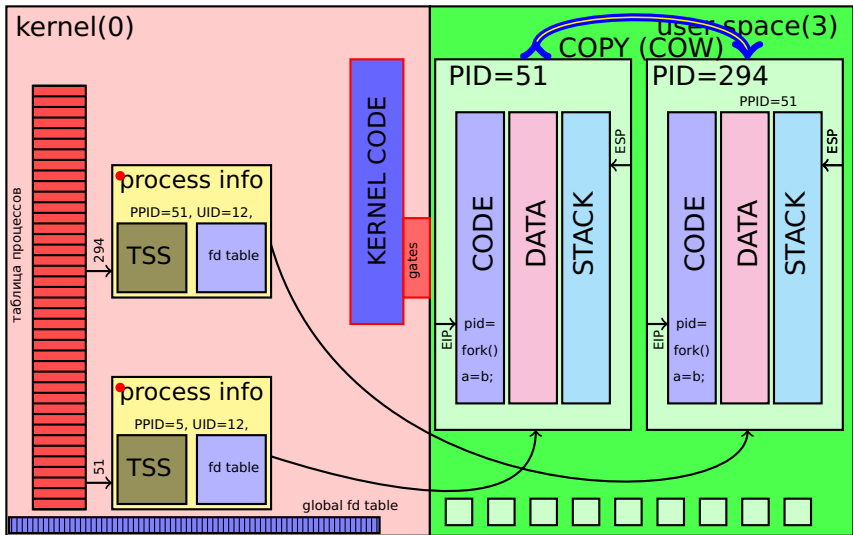 kernel(0)
user space(3)
COPY (COW)
PID=51
PID=294
PPID=51
таблица процессов
294
process info
PPID=51, UID=12,
TSS
fd table
KERNEL CODE
gates
CODE
DATA
STACK
ESP
EIP
pid=
fork()
a=b;
CODE
DATA
STACK
ESP
EIP
pid=
fork()
a=b;
51
process info
PPID=5, UID=12,
TSS
fd table
global fd table